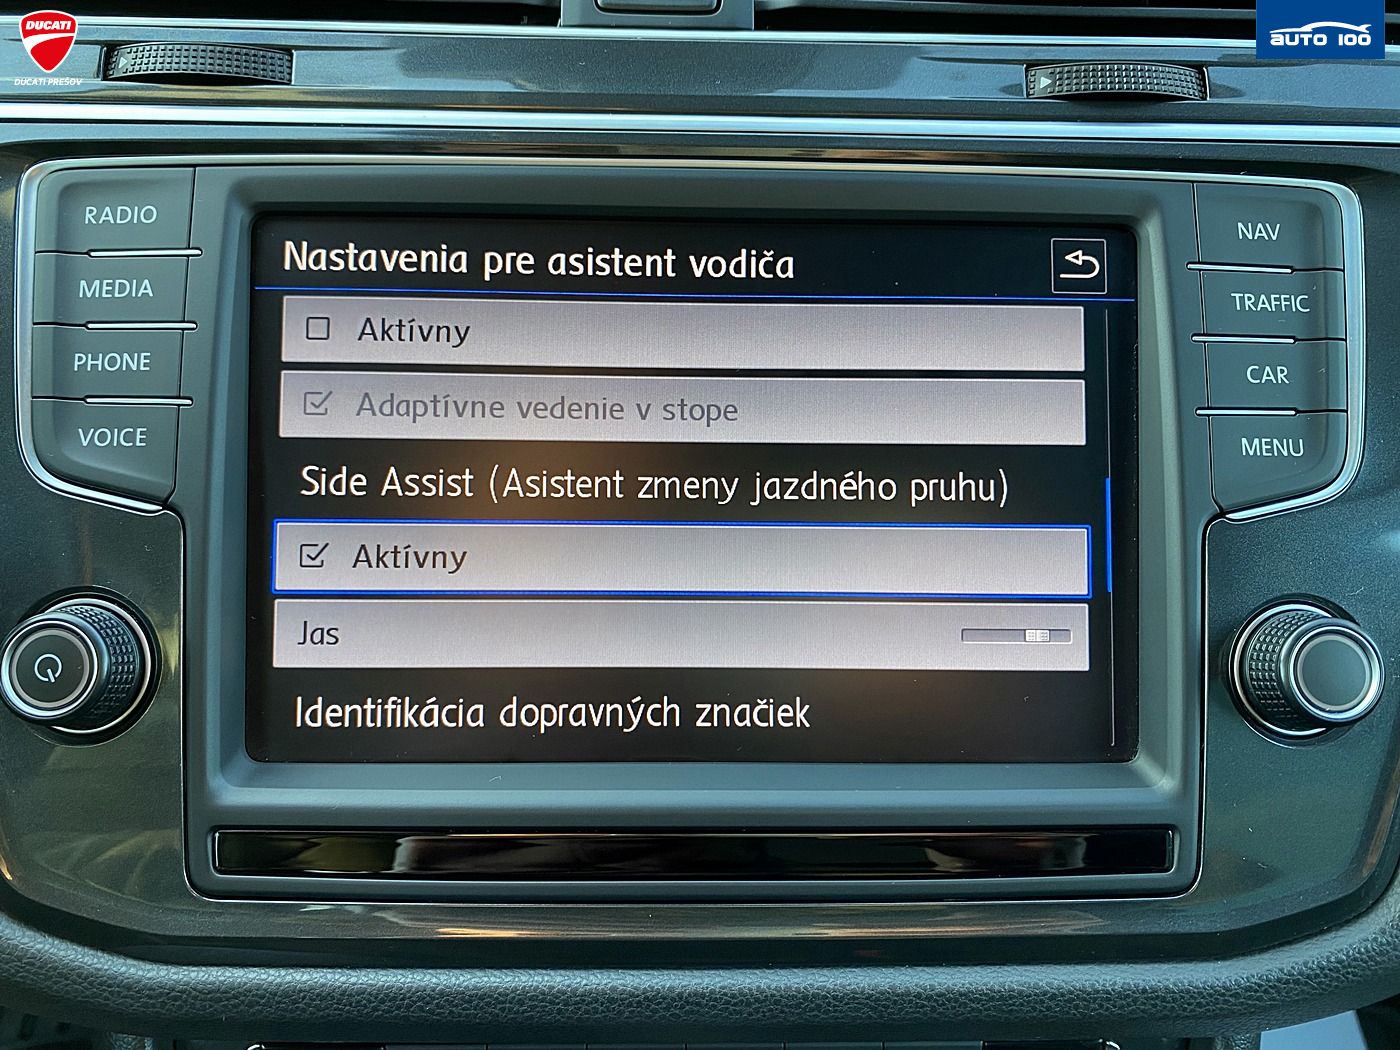 DUCATI
DUCATI PREŠOV
AUTO 100
RADIO
MEDIA
PHONE
VOICE
Nastavenia pre asistent vodiča
Aktívny
Adaptívne vedenie v stope
Side Assist (Asistent zmeny jazdného pruhu)
Aktívny
Jas
Identifikácia dopravných značiek
NAV
TRAFFIC
CAR
MENU